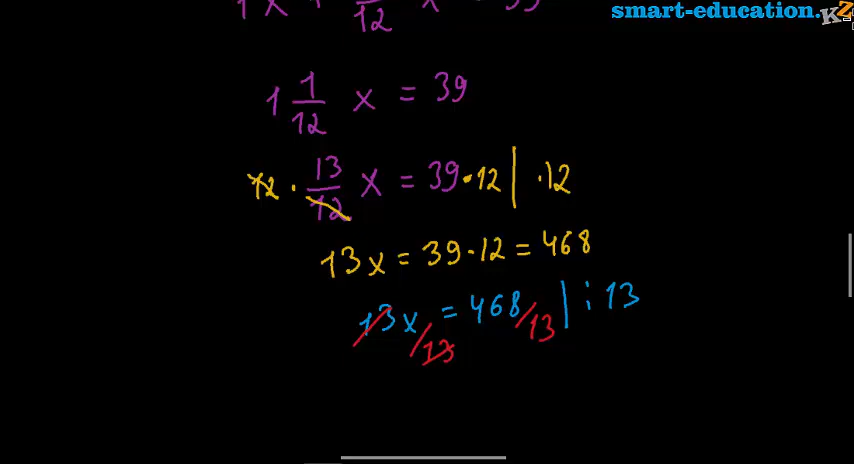 smart-education.KZ
1 1/12 x = 39
12 · 13/12 x = 39 · 12 | · 12
13x = 39 · 12 = 468
13x/13 = 468/13 | : 13